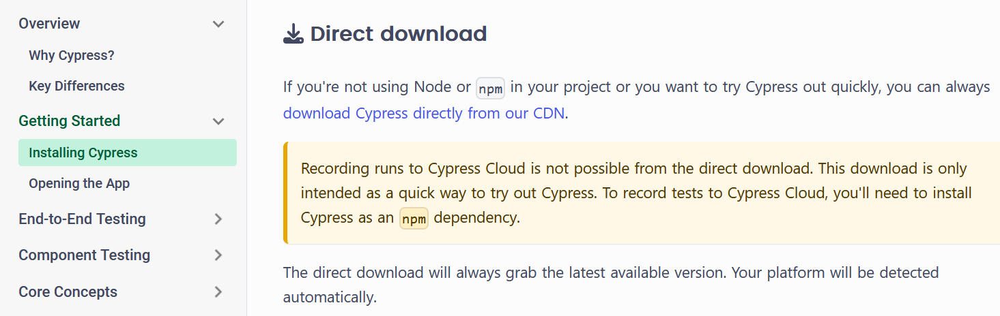 Overview
Why Cypress?
Key Differences
Getting Started
Installing Cypress
Opening the App
End-to-End Testing
Component Testing
Core Concepts
Direct download
If you're not using Node or npm in your project or you want to try Cypress out quickly, you can always
download Cypress directly from our CDN.
Recording runs to Cypress Cloud is not possible from the direct download. This download is only
intended as a quick way to try out Cypress. To record tests to Cypress Cloud, you'll need to install
Cypress as an npm dependency.
The direct download will always grab the latest available version. Your platform will be detected
automatically.